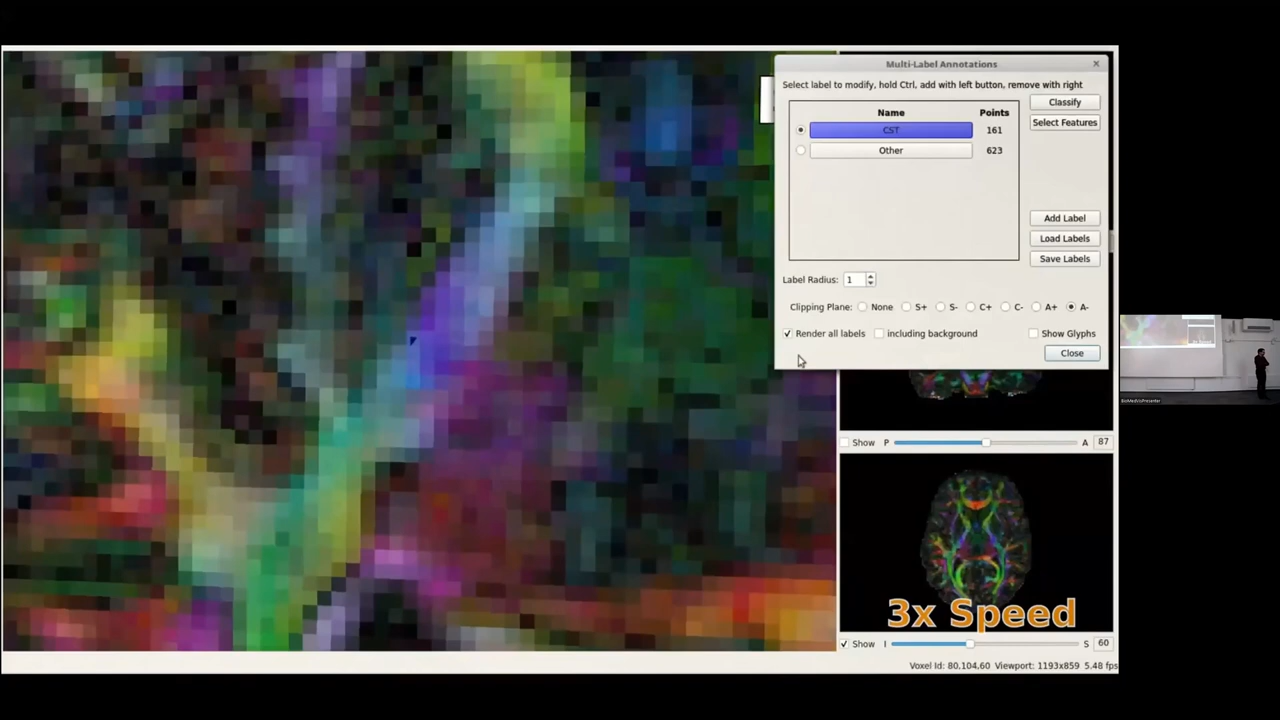 Multi-Label Annotations
Select label to modify, hold Ctrl, add with left button, remove with right
Name Points
CST 161
Other 623
Classify
Select Features
Add Label
Load Labels
Save Labels
Label Radius: 1
Clipping Plane: None S+ S- C+ C- A+ A-
Render all labels including background Show Glyphs
Close
Show P A 87
3x Speed
Show I S 60
Voxel Id: 80,104,60 Viewport: 1193x859 5.48 fps